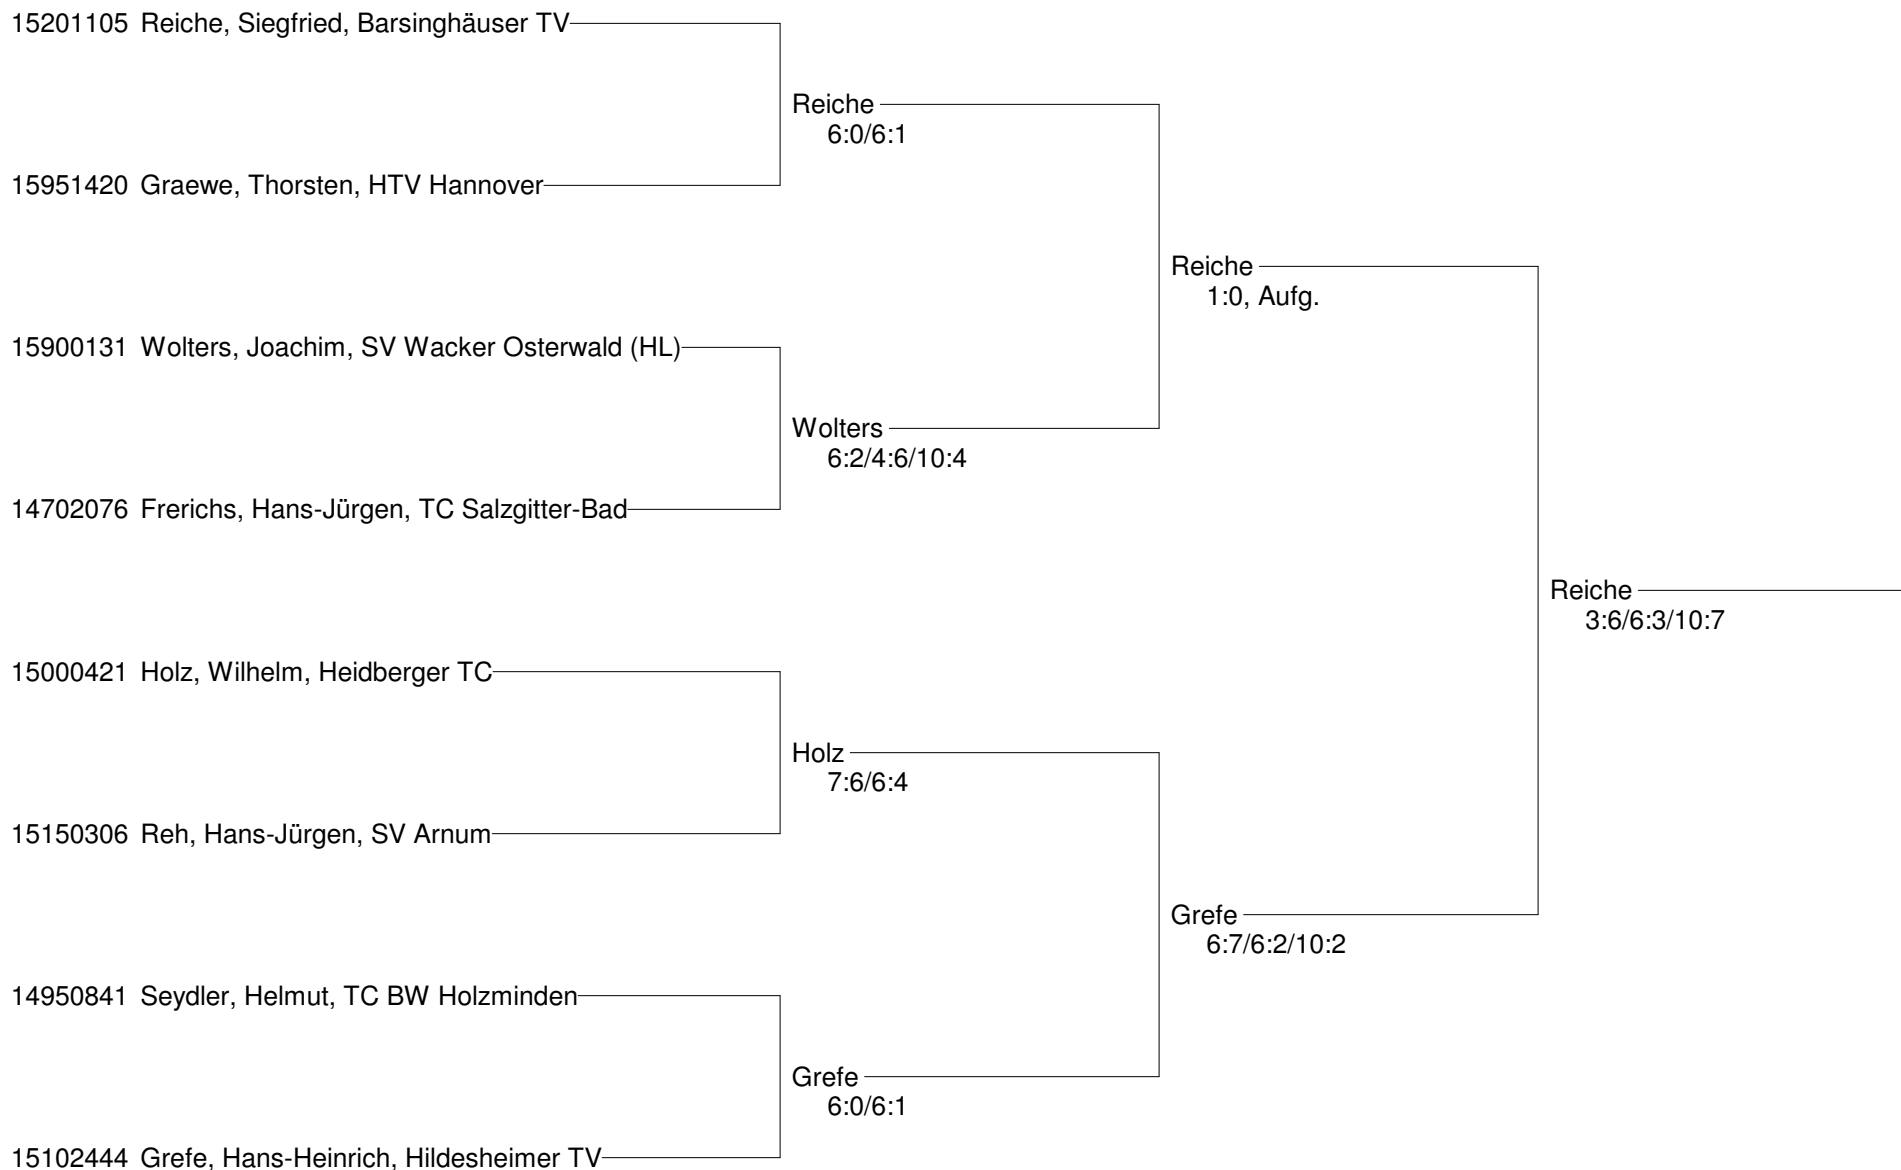 15201105 Reiche, Siegfried, Barsinghäuser TV
Reiche
6:0/6:1
15951420 Graewe, Thorsten, HTV Hannover
Reiche
1:0, Aufg.
15900131 Wolters, Joachim, SV Wacker Osterwald (HL)
Wolters
6:2/4:6/10:4
14702076 Frerichs, Hans-Jürgen, TC Salzgitter-Bad
Reiche
3:6/6:3/10:7
15000421 Holz, Wilhelm, Heidberger TC
Holz
7:6/6:4
15150306 Reh, Hans-Jürgen, SV Arnum
Grefe
6:7/6:2/10:2
14950841 Seydler, Helmut, TC BW Holzminden
Grefe
6:0/6:1
15102444 Grefe, Hans-Heinrich, Hildesheimer TV